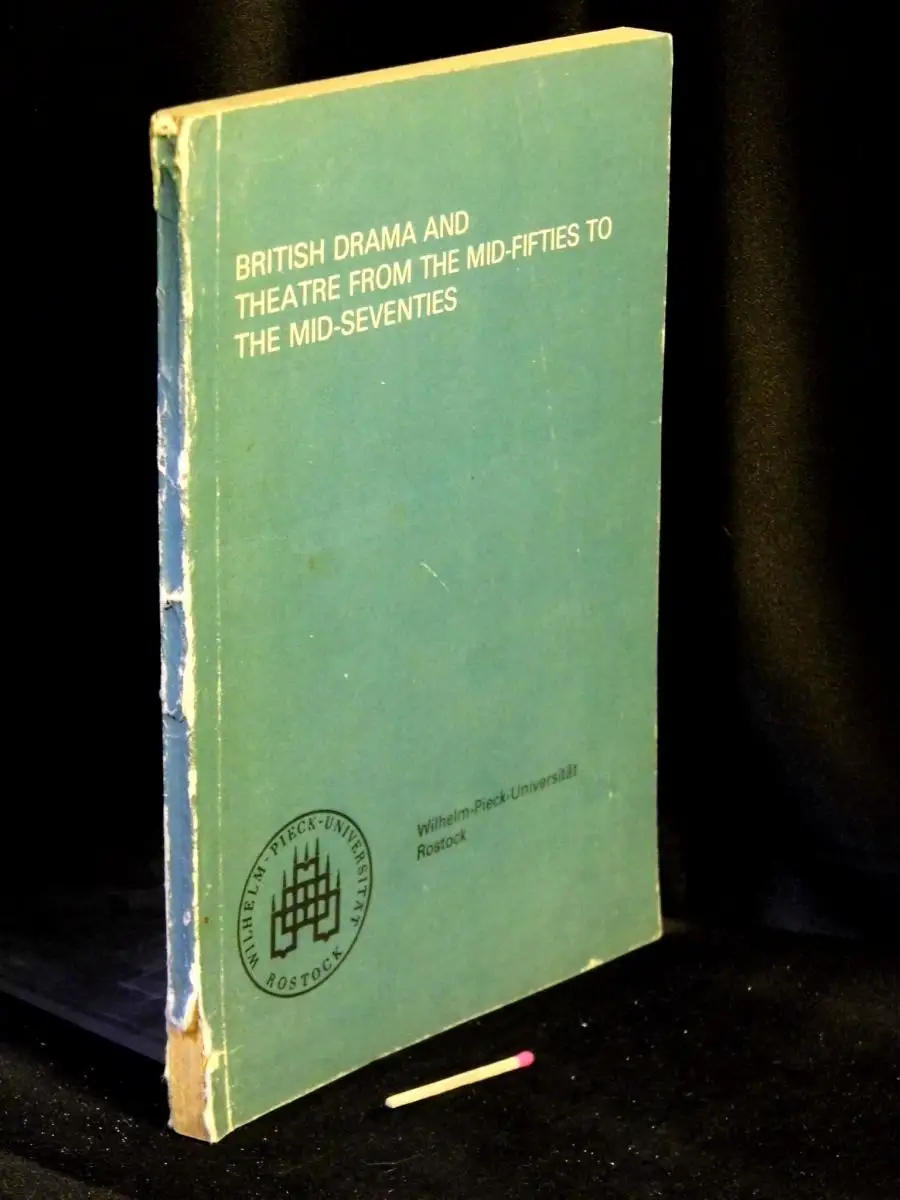 BRITISH DRAMA AND
THEATRE FROM THE MID-FIFTIES TO
THE MID-SEVENTIES
Wilhelm-Pieck-Universität
Rostock
WILHELM-PIECK-UNIVERSITÄT
ROSTOCK